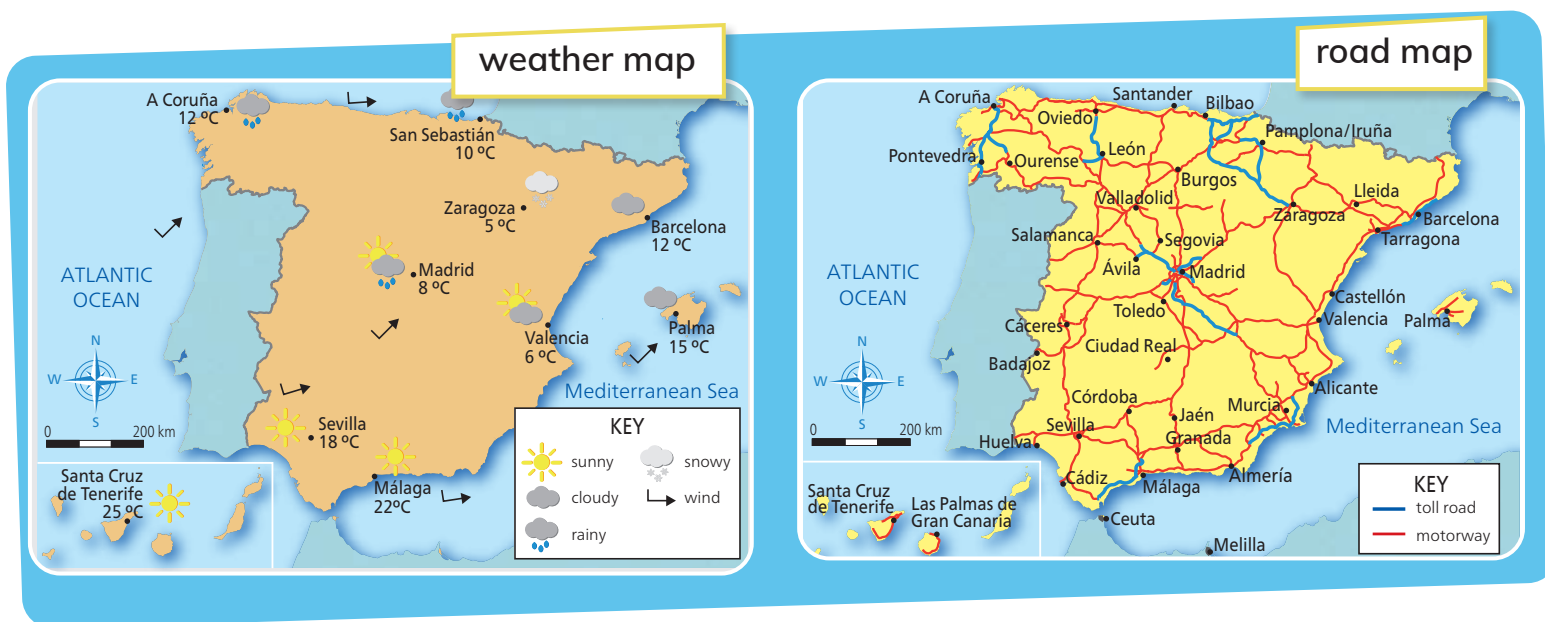 weather map
A Coruña
12 ºC
San Sebastián
10 ºC
Zaragoza
5 ºC
Barcelona
12 ºC
Madrid
8 ºC
ATLANTIC
OCEAN
Valencia
6 ºC
Palma
15 ºC
N
W
E
S
Mediterranean Sea
0
200 km
Sevilla
18 ºC
Málaga
22ºC
Santa Cruz
de Tenerife
25 ºC
KEY
sunny
snowy
cloudy
wind
rainy
road map
A Coruña
Santander
Oviedo
Bilbao
Pamplona/Iruña
Pontevedra
Ourense
León
Burgos
Valladolid
Lleida
Zaragoza
Barcelona
Tarragona
Salamanca
Segovia
Ávila
Madrid
ATLANTIC
OCEAN
Toledo
Castellón
Valencia
Palma
Cáceres
Ciudad Real
Badajoz
N
W
E
S
Alicante
Córdoba
Jaén
Murcia
Mediterranean Sea
0
200 km
Huelva
Sevilla
Granada
Cádiz
Málaga
Almería
Santa Cruz
de Tenerife
Las Palmas de
Gran Canaria
Ceuta
Melilla
KEY
toll road
motorway